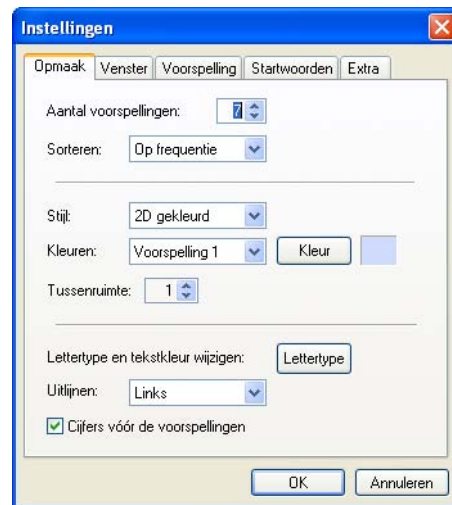 Instellingen
Opmaak Venster Voorspelling Startwoorden Extra
Aantal voorspellingen: 7
Sorteren: Op frequentie
Stijl: 2D gekleurd
Kleuren: Voorspelling 1 Kleur
Tussenruimte: 1
Lettertype en tekstkleur wijzigen: Lettertype
Uitlijnen: Links
Cijfers vóór de voorspellingen
OK Annuleren